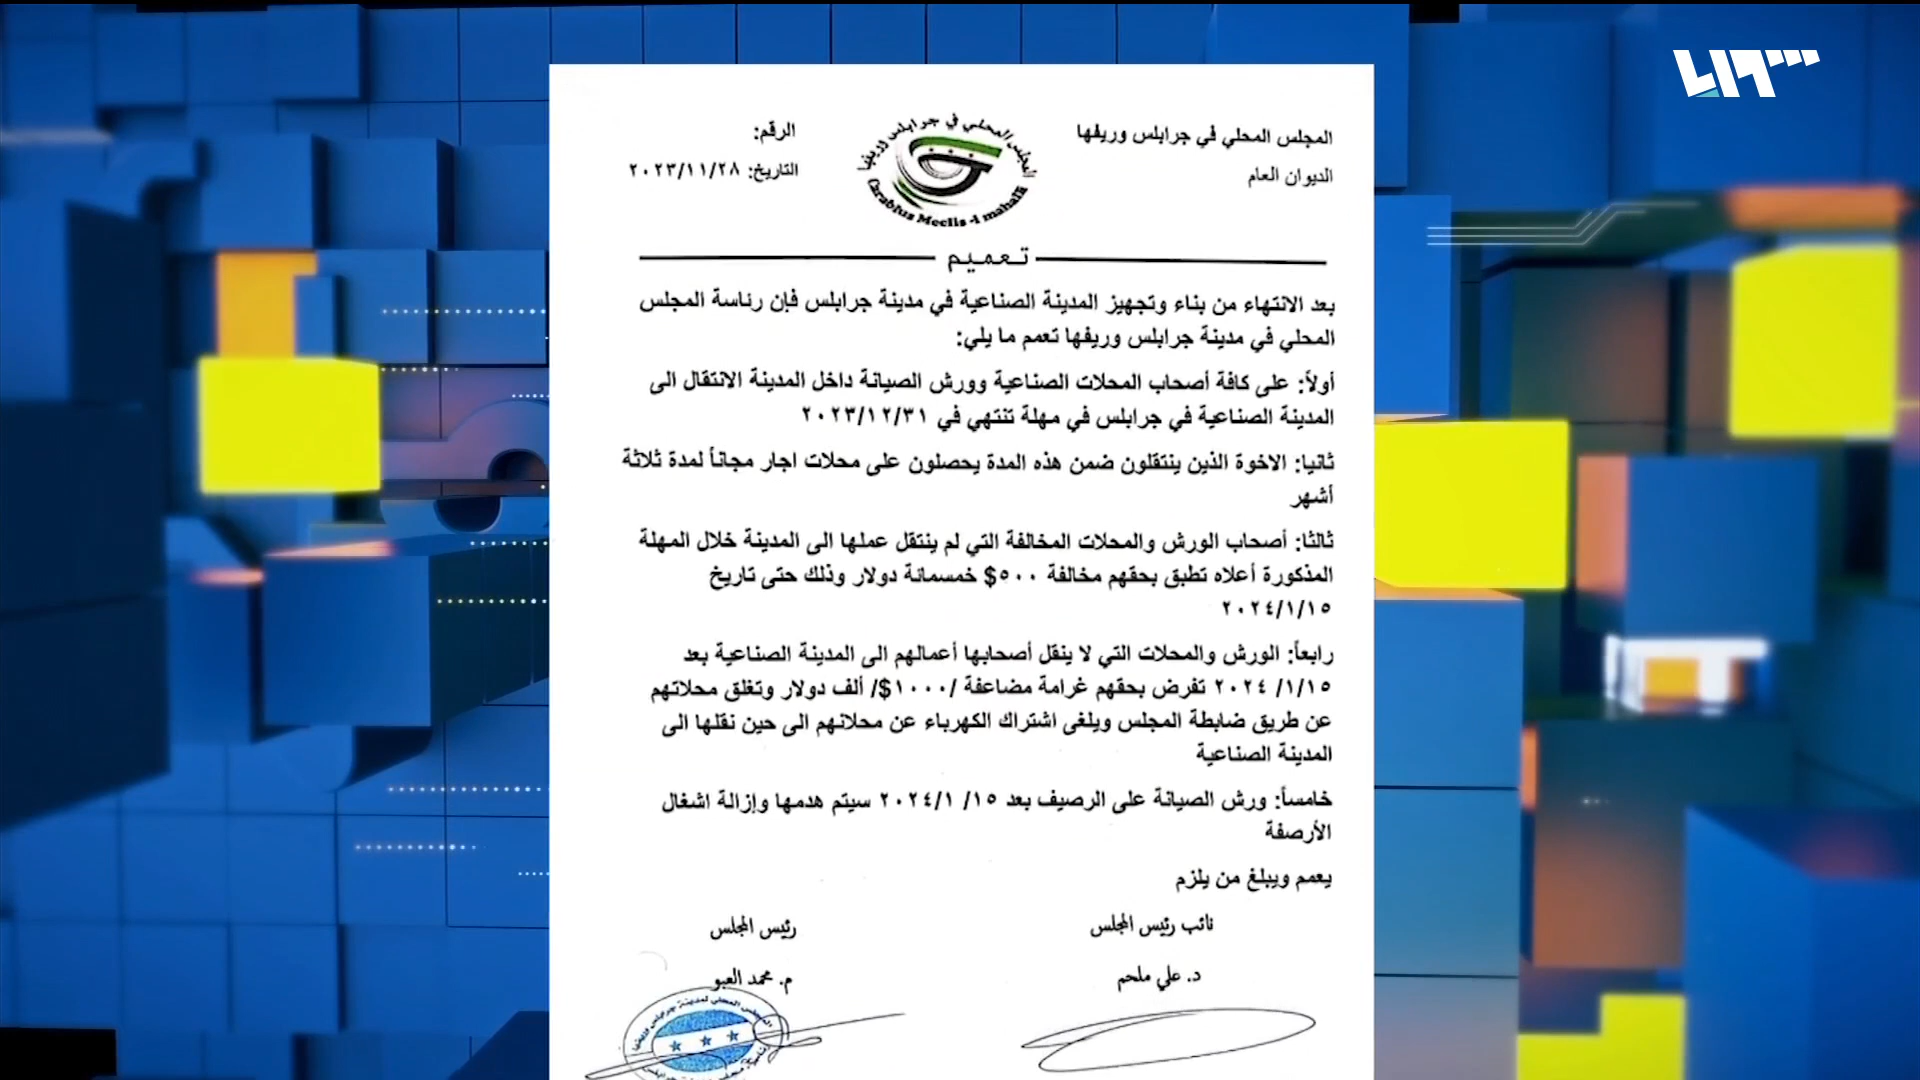 المجلس المحلي في جرابلس وريفها
الديوان العام
المجلس المحلي في جرابلس وريفها
Carablus Meclis -i mahalli
الرقم:
التاريخ: ٢٠٢٣/١١/٢٨
تعميم
بعد الانتهاء من بناء وتجهيز المدينة الصناعية في مدينة جرابلس فإن رئاسة المجلس
المحلي في مدينة جرابلس وريفها تعمم ما يلي:
أولاً: على كافة أصحاب المحلات الصناعية وورش الصيانة داخل المدينة الانتقال الى
المدينة الصناعية في جرابلس في مهلة تنتهي في ٢٠٢٣/١٢/٣١
ثانيا: الاخوة الذين ينتقلون ضمن هذه المدة يحصلون على محلات اجار مجاناً لمدة ثلاثة
أشهر
ثالثا: أصحاب الورش والمحلات المخالفة التي لم ينتقل عملها الى المدينة خلال المهلة
المذكورة أعلاه تطبق بحقهم مخالفة ٥٠٠$ خمسمائة دولار وذلك حتى تاريخ
٢٠٢٤/١/١٥
رابعاً: الورش والمحلات التي لا ينقل أصحابها أعمالهم الى المدينة الصناعية بعد
١/١٥/ ٢٠٢٤ تفرض بحقهم غرامة مضاعفة /١٠٠٠$/ ألف دولار وتغلق محلاتهم
عن طريق ضابطة المجلس ويلغى اشتراك الكهرباء عن محلاتهم الى حين نقلها الى
المدينة الصناعية
خامساً: ورش الصيانة على الرصيف بعد ١٥/ ٢٠٢٤/١ سيتم هدمها وإزالة اشغال
الأرصفة
يعمم ويبلغ من يلزم
نائب رئيس المجلس
رئيس المجلس
د. علي ملحم
م. محمد العبو
المجلس المحلي لمدينة جرابلس وريفها